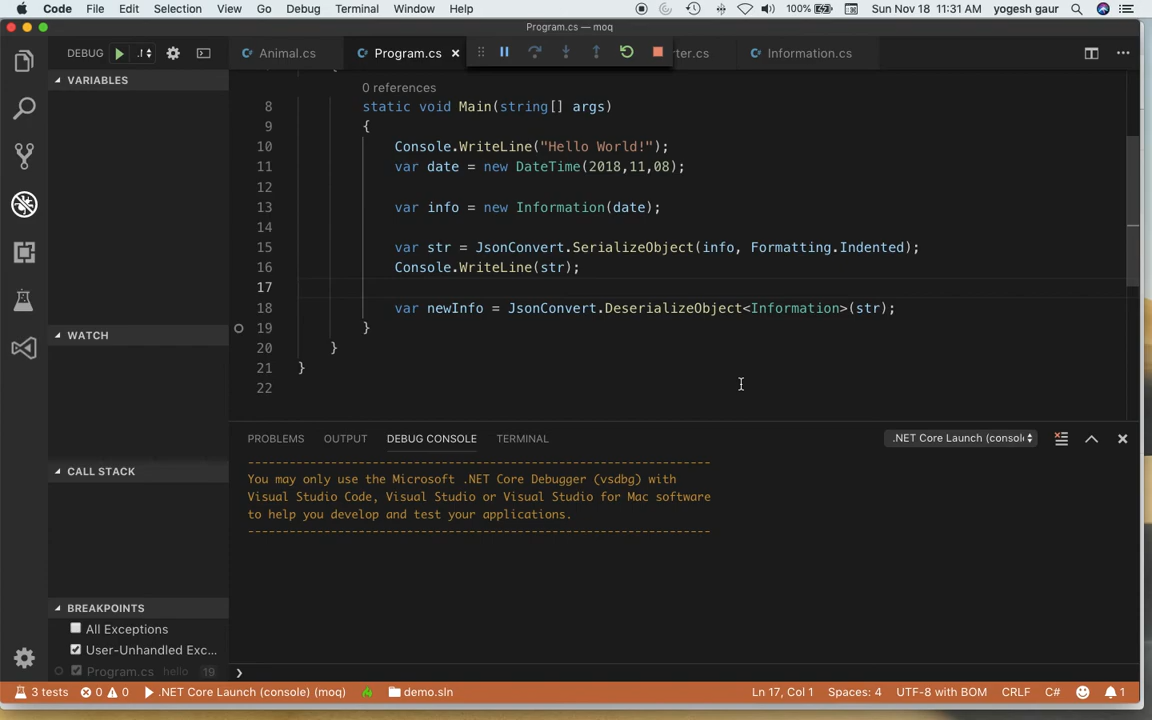 Code File Edit Selection View Go Debug Terminal Window Help 100% Sun Nov 18 11:31 AM yogesh gaur
Program.cs — moq
DEBUG
Animal.cs Program.cs ter.cs Information.cs
VARIABLES
WATCH
CALL STACK
BREAKPOINTS
All Exceptions
User-Unhandled Exc...
Program.cs hello 19
0 references
8 static void Main(string[] args)
9 {
10 Console.WriteLine("Hello World!");
11 var date = new DateTime(2018,11,08);
12
13 var info = new Information(date);
14
15 var str = JsonConvert.SerializeObject(info, Formatting.Indented);
16 Console.WriteLine(str);
17
18 var newInfo = JsonConvert.DeserializeObject<Information>(str);
19 }
20 }
21 }
22
PROBLEMS OUTPUT DEBUG CONSOLE TERMINAL .NET Core Launch (consol
--------------------------------------------------------------------
You may only use the Microsoft .NET Core Debugger (vsdbg) with
Visual Studio Code, Visual Studio or Visual Studio for Mac software
to help you develop and test your applications.
--------------------------------------------------------------------
3 tests 0 0 .NET Core Launch (console) (moq) demo.sln Ln 17, Col 1 Spaces: 4 UTF-8 with BOM CRLF C# 1